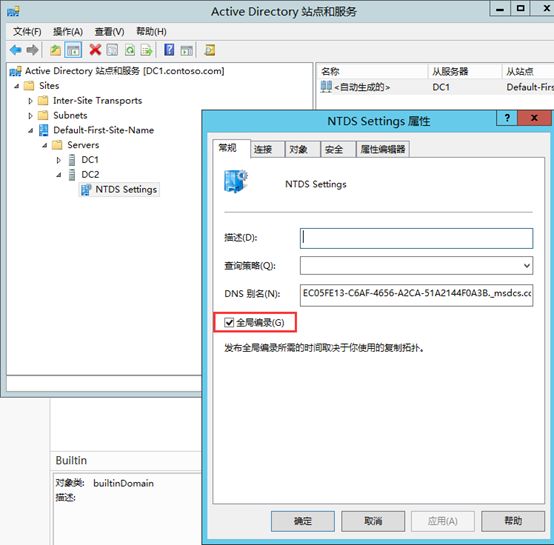 Active Directory 站点和服务
文件(F) 操作(A) 查看(V) 帮助(H)
Active Directory 站点和服务 [DC1.contoso.com]
Sites
Inter-Site Transports
Subnets
Default-First-Site-Name
Servers
DC1
DC2
NTDS Settings
名称 从服务器 从站点
<自动生成的> DC1 Default-Firs
NTDS Settings 属性
常规 连接 对象 安全 属性编辑器
NTDS Settings
描述(D):
查询策略(Q):
DNS 别名(N): EC05FE13-C6AF-4656-A2CA-51A2144F0A3B._msdcs.cc
全局编录(G)
发布全局编录所需的时间取决于你使用的复制拓扑。
确定 取消 应用(A) 帮助
Builtin
对象类: builtinDomain
描述: